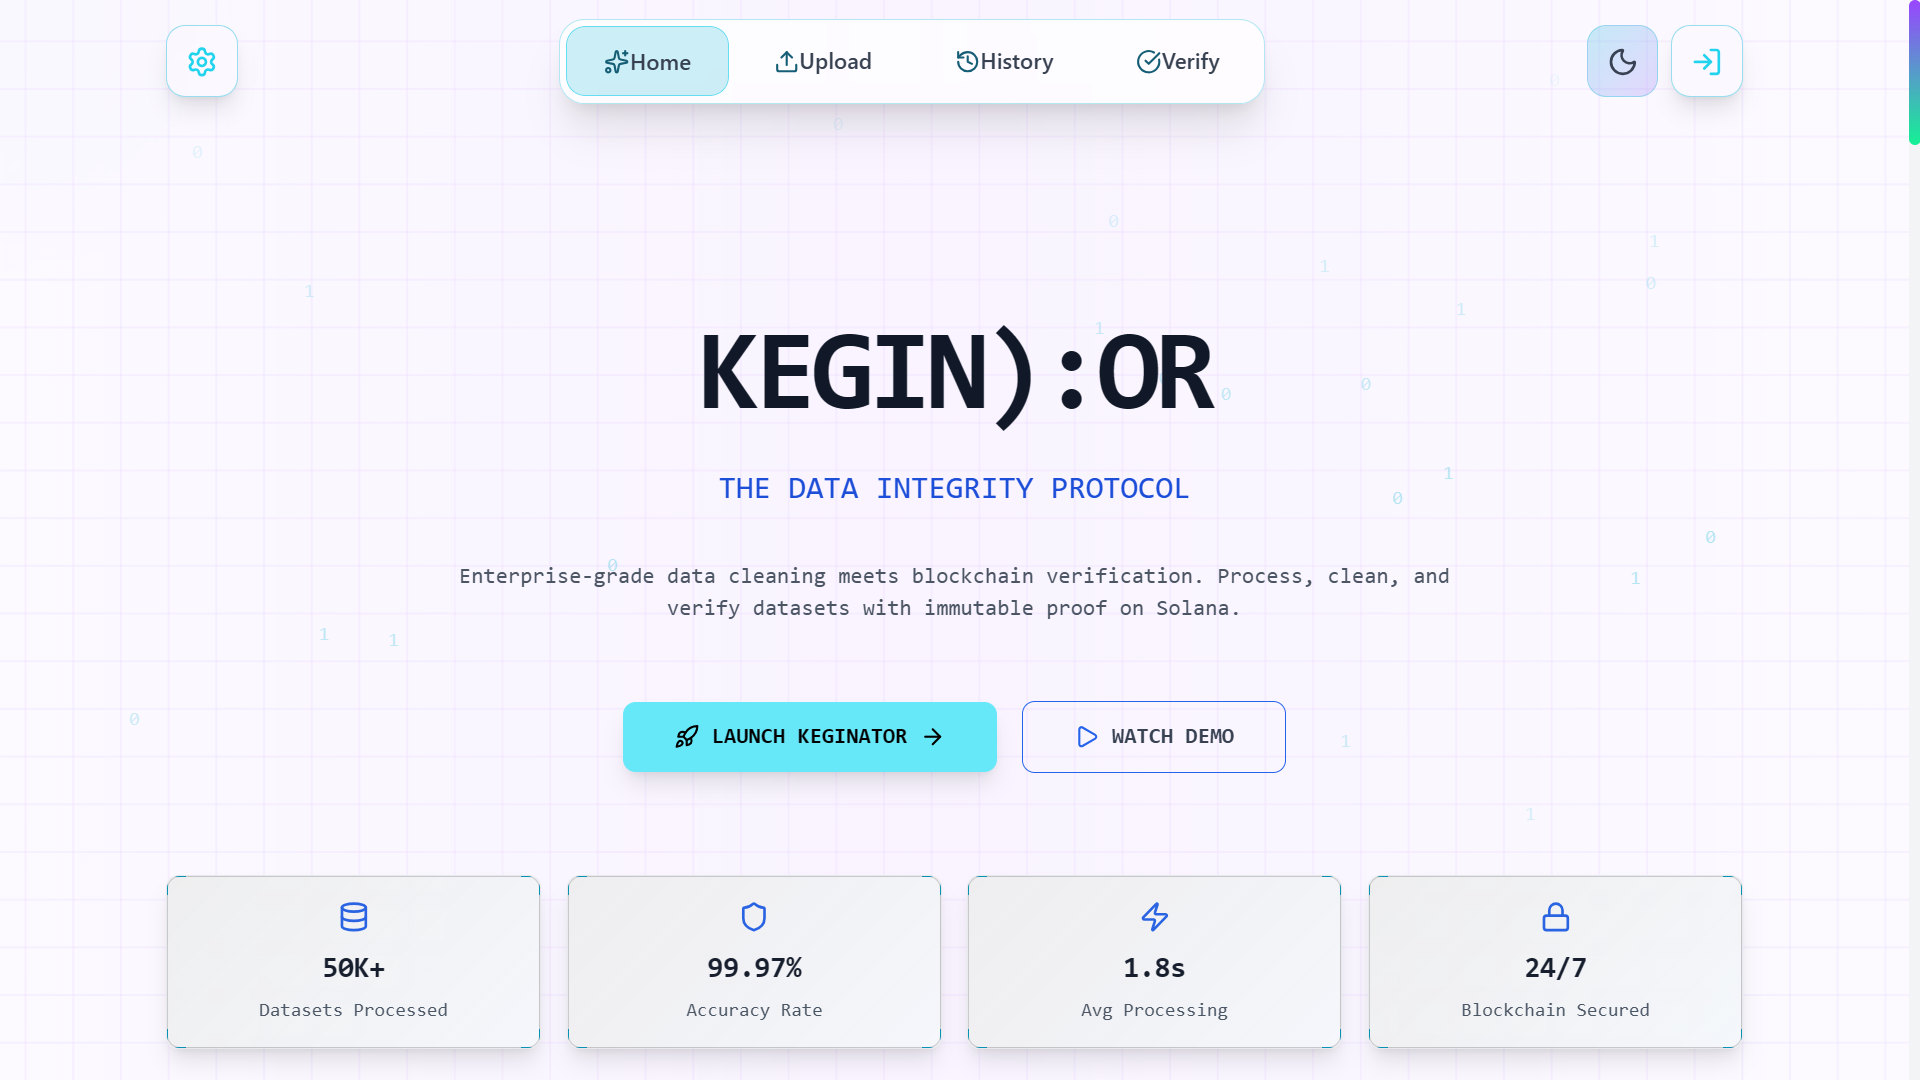 Home
Upload
History
Verify
KEGIN):OR
THE DATA INTEGRITY PROTOCOL
Enterprise-grade data cleaning meets blockchain verification. Process, clean, and
verify datasets with immutable proof on Solana.
LAUNCH KEGINATOR
WATCH DEMO
50K+
Datasets Processed
99.97%
Accuracy Rate
1.8s
Avg Processing
24/7
Blockchain Secured